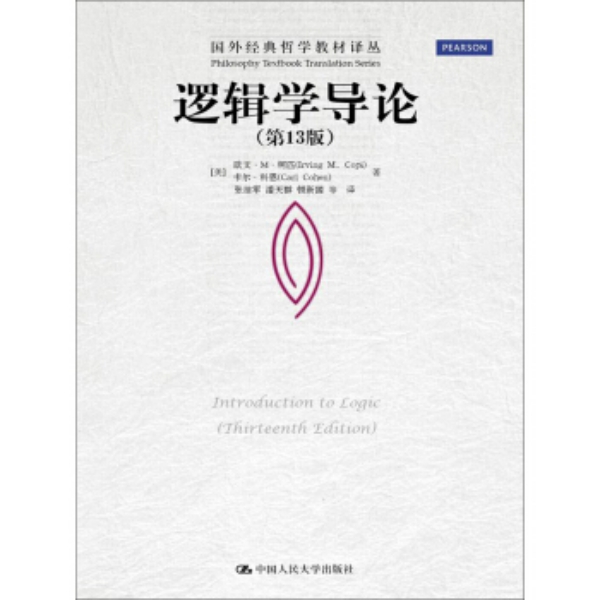 国外经典哲学教材译丛
Philosophy Textbook Translation Series
PEARSON
逻辑学导论
(第13版)
[美] 欧文·M·柯匹(Irving M. Copi)
卡尔·科恩(Carl Cohen) 著
张建军 潘天群 顿新国 等 译
Introduction to Logic
(Thirteenth Edition)
中国人民大学出版社